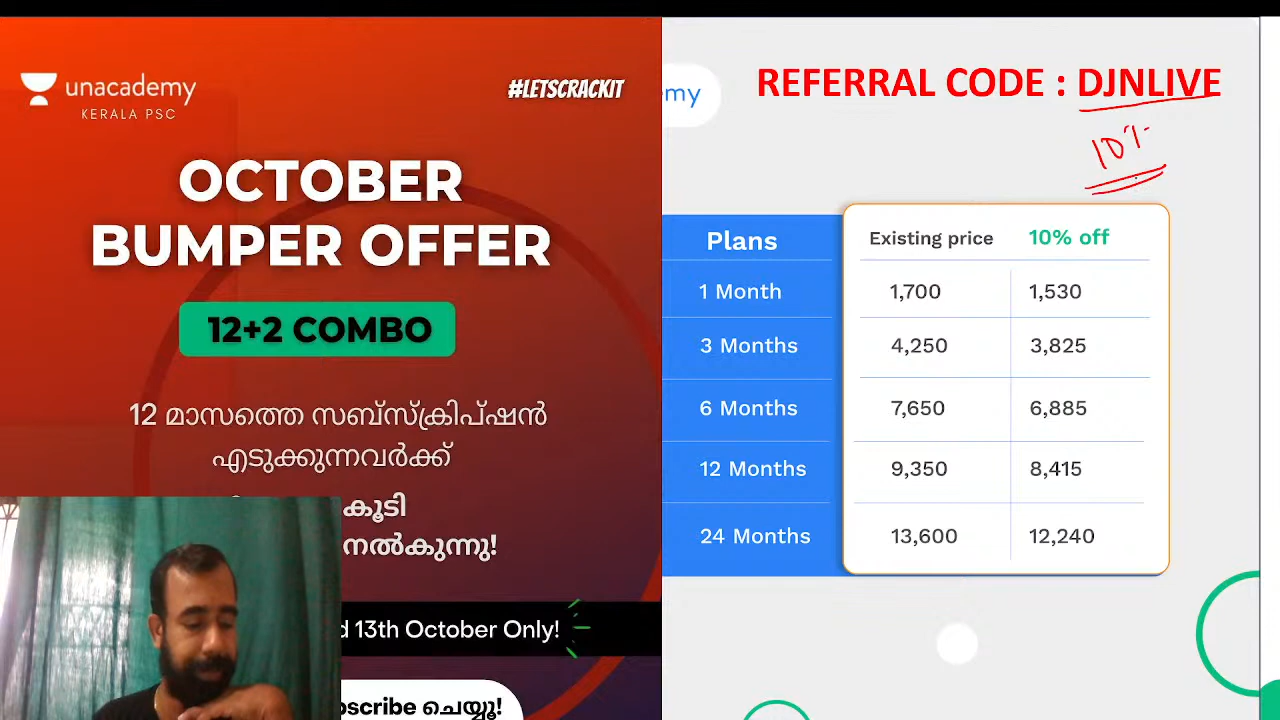 unacademy
KERALA PSC
#LETSCRACKIT
OCTOBER
BUMPER OFFER
12+2 COMBO
12 മാസത്തെ സബ്സ്ക്രിപ്ഷൻ
എടുക്കുന്നവർക്ക്
കൂടി
നൽകുന്നു!
13th October Only!
ചെയ്യൂ!
REFERRAL CODE : DJNLIVE
10%
Plans Existing price 10% off
1 Month 1,700 1,530
3 Months 4,250 3,825
6 Months 7,650 6,885
12 Months 9,350 8,415
24 Months 13,600 12,240